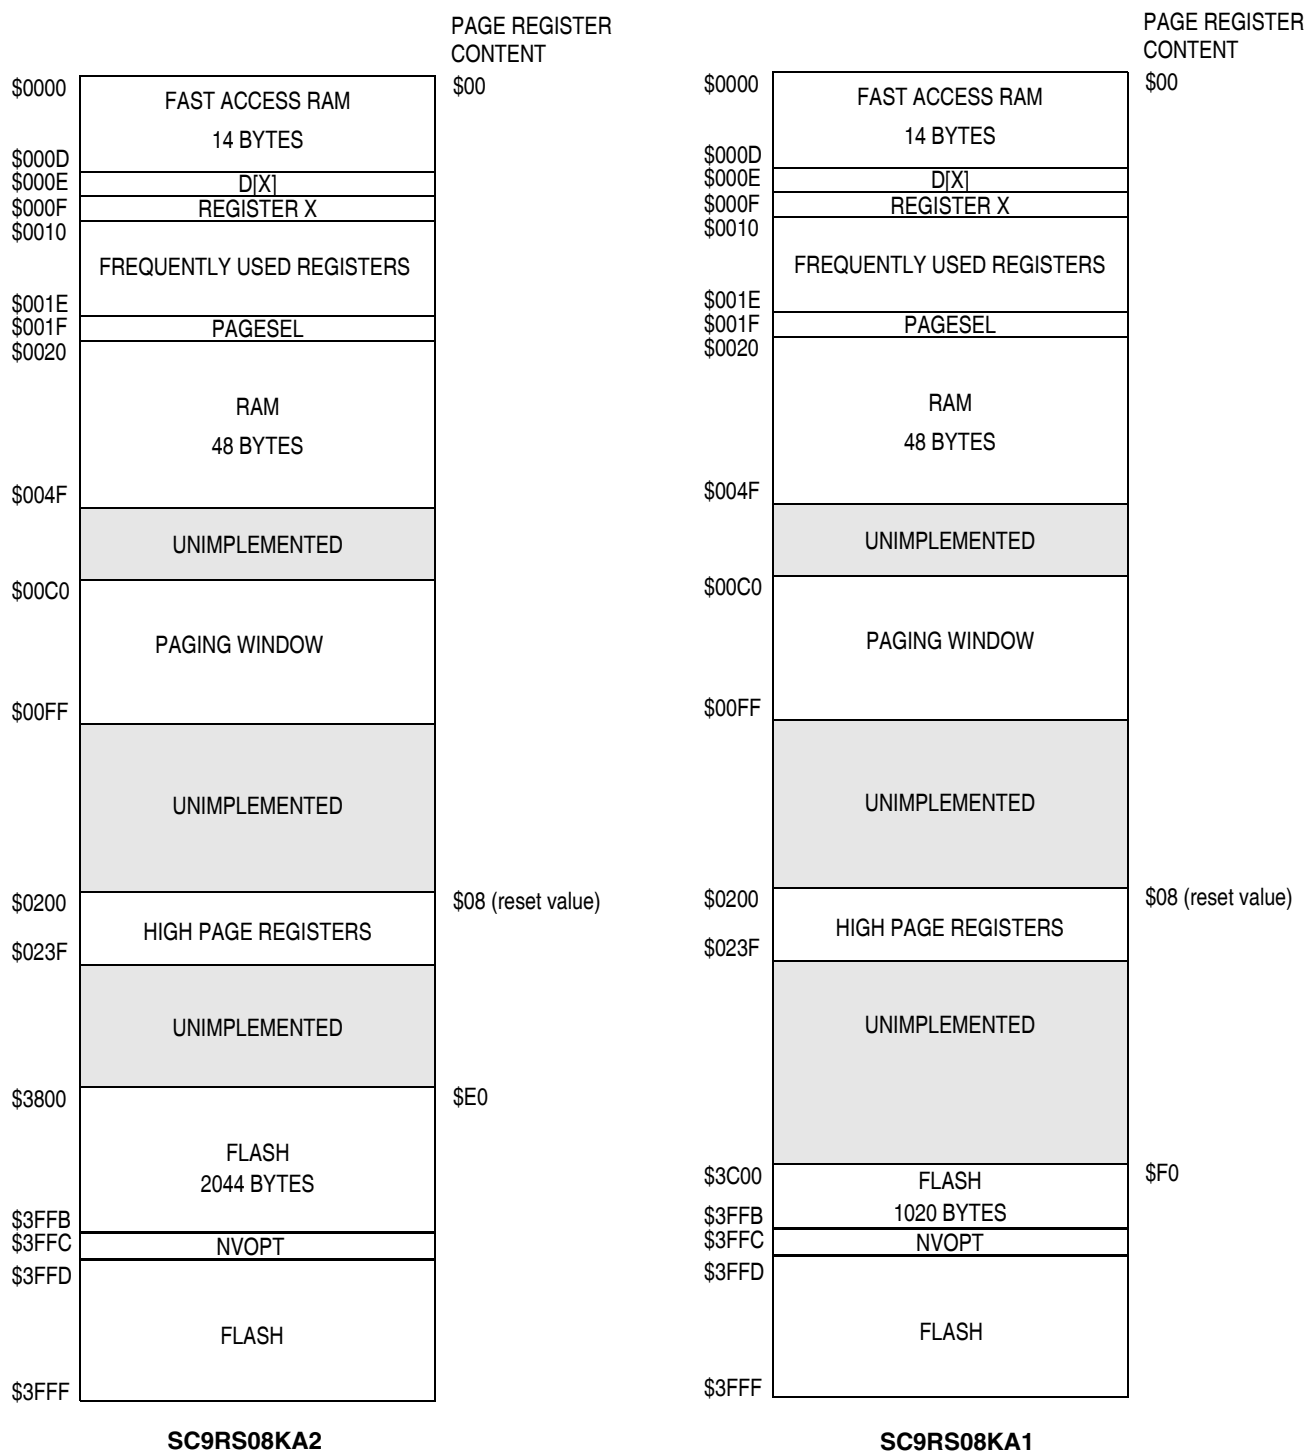 PAGE REGISTER
CONTENT
$0000
FAST ACCESS RAM
$00
14 BYTES
$000D
$000E
D[X]
$000F
REGISTER X
$0010
FREQUENTLY USED REGISTERS
$001E
$001F
PAGESEL
$0020
RAM
48 BYTES
$004F
UNIMPLEMENTED
$00C0
PAGING WINDOW
$00FF
UNIMPLEMENTED
$0200
$08 (reset value)
HIGH PAGE REGISTERS
$023F
UNIMPLEMENTED
$3800
$E0
FLASH
2044 BYTES
$3FFB
$3FFC
NVOPT
$3FFD
FLASH
$3FFF
SC9RS08KA2
PAGE REGISTER
CONTENT
$0000
FAST ACCESS RAM
$00
14 BYTES
$000D
$000E
D[X]
$000F
REGISTER X
$0010
FREQUENTLY USED REGISTERS
$001E
$001F
PAGESEL
$0020
RAM
48 BYTES
$004F
UNIMPLEMENTED
$00C0
PAGING WINDOW
$00FF
UNIMPLEMENTED
$0200
$08 (reset value)
HIGH PAGE REGISTERS
$023F
UNIMPLEMENTED
$3C00
$F0
FLASH
1020 BYTES
$3FFB
$3FFC
NVOPT
$3FFD
FLASH
$3FFF
SC9RS08KA1